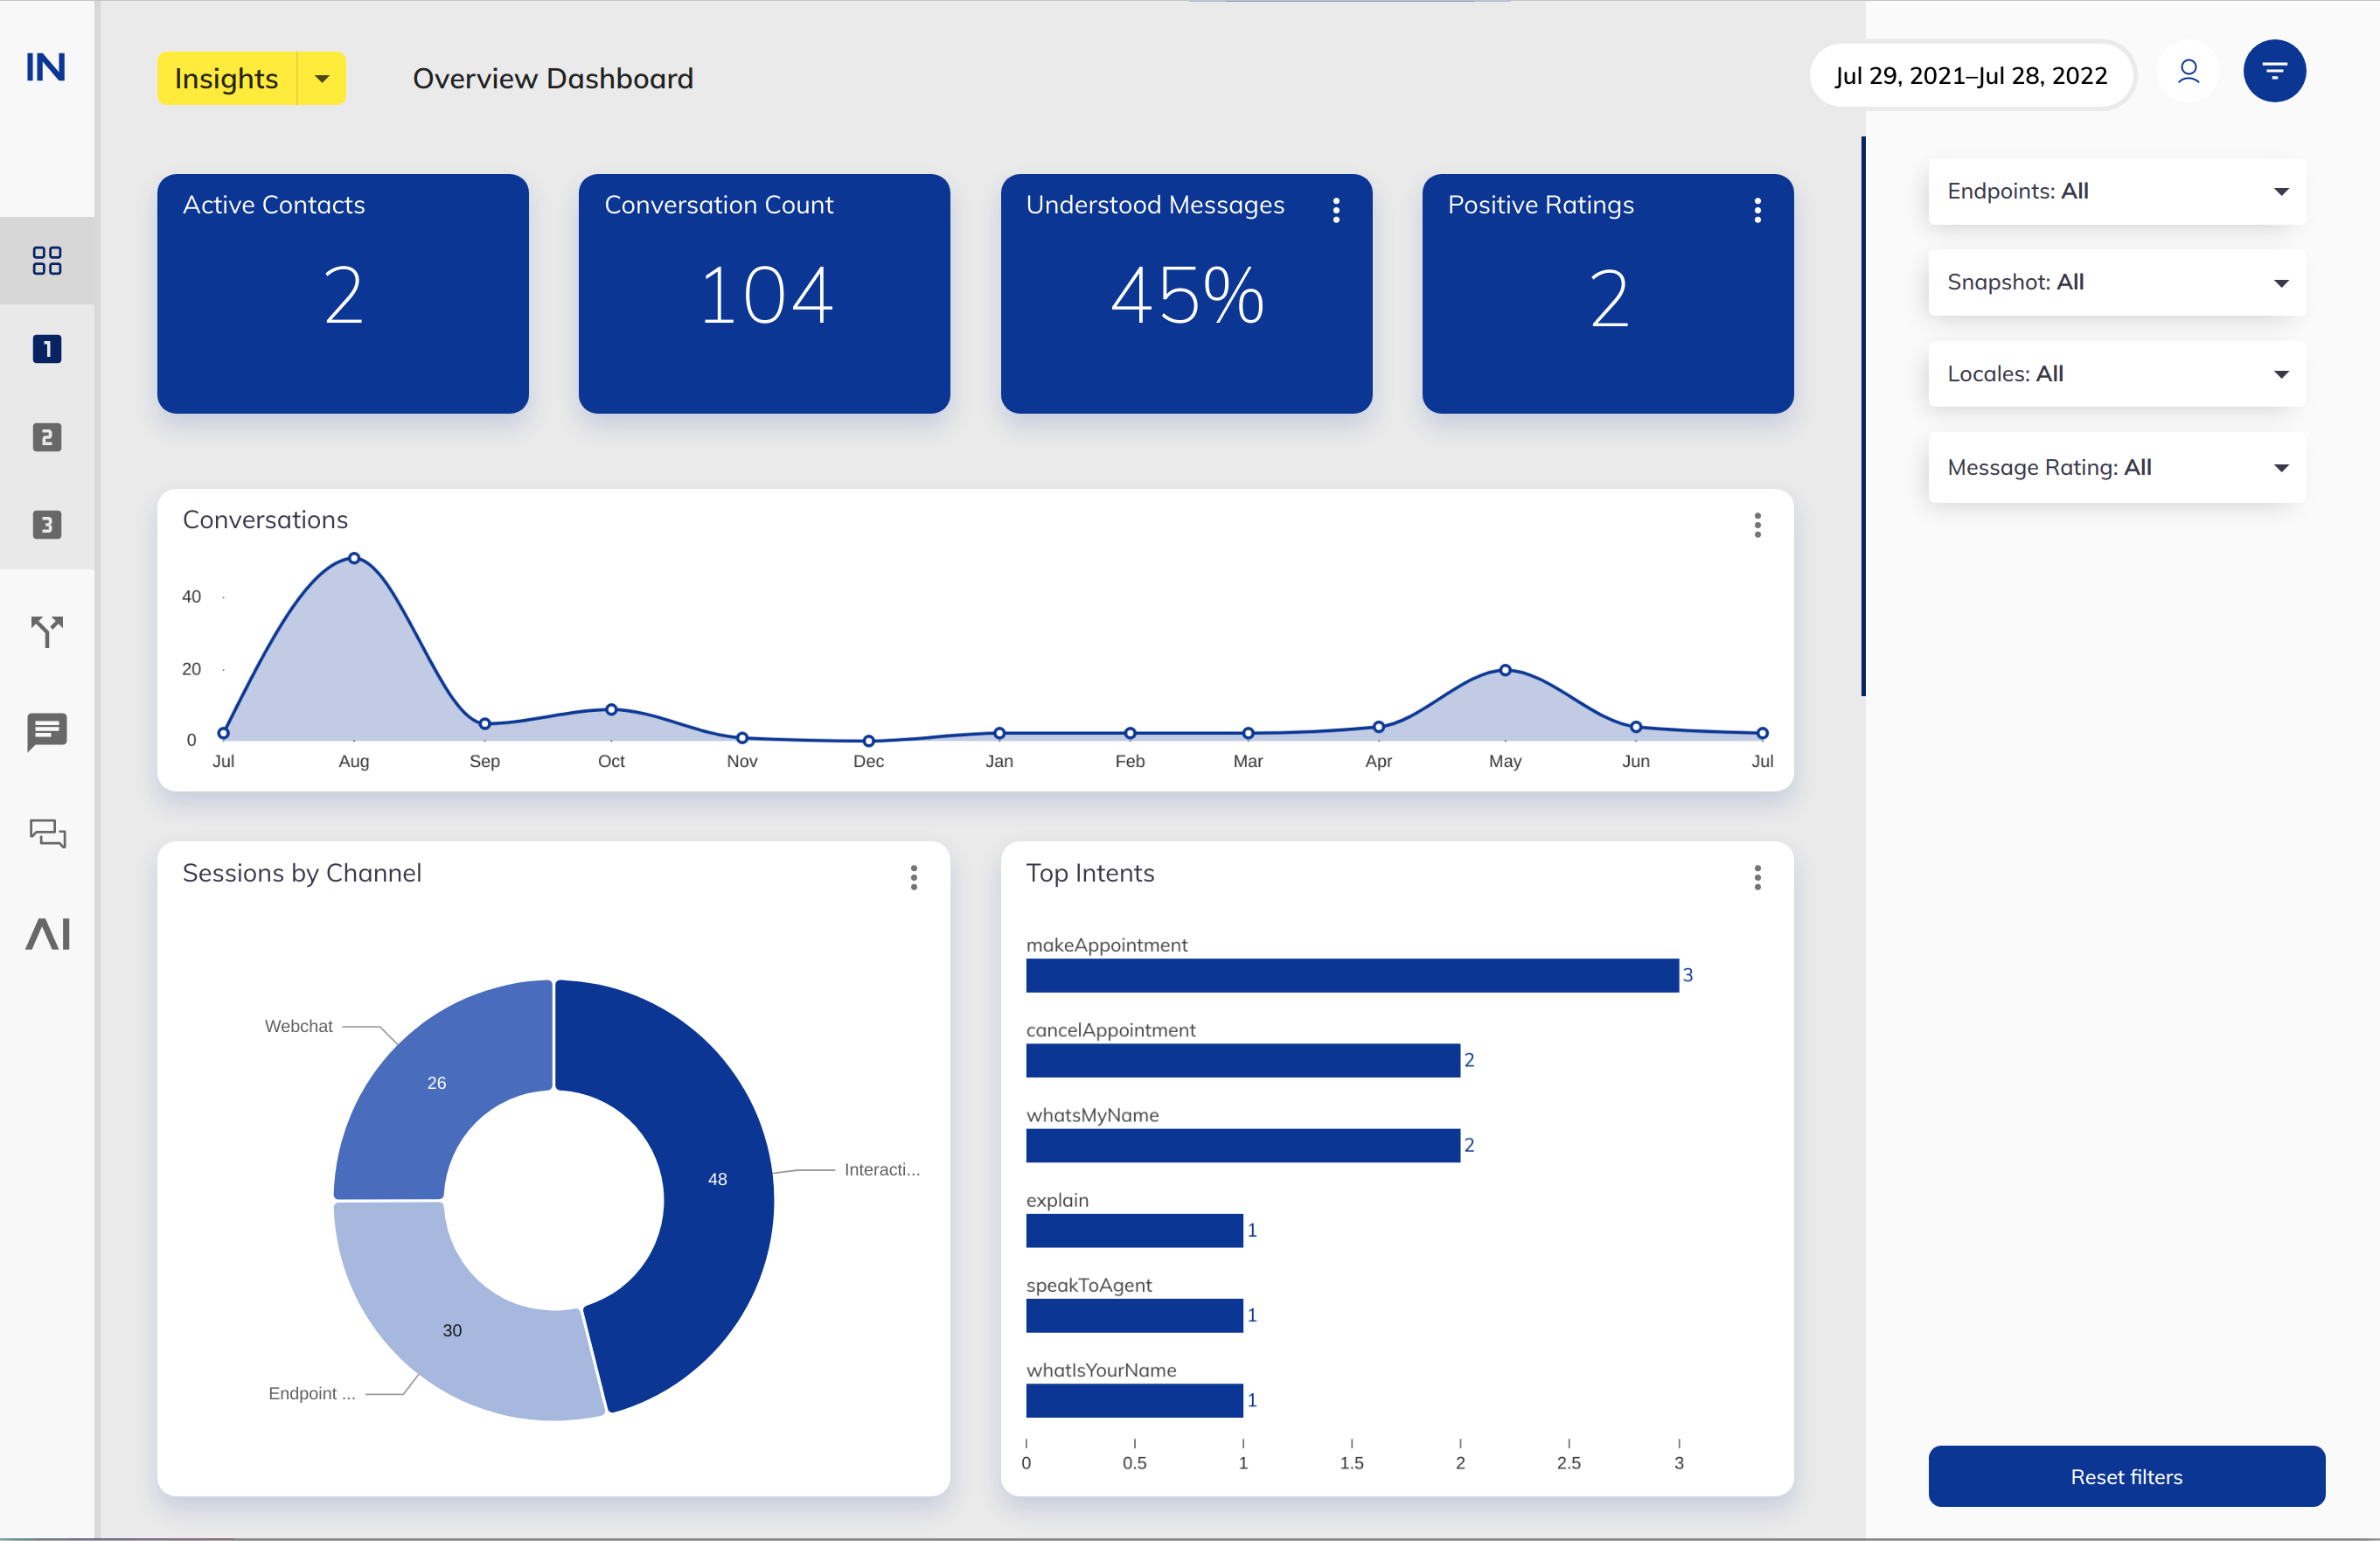 IN
Insights
Overview Dashboard
Jul 29, 2021–Jul 28, 2022
Active Contacts
2
Conversation Count
104
Understood Messages
45%
Positive Ratings
2
Endpoints: All
Snapshot: All
Locales: All
Message Rating: All
1
2
3
AI
Conversations
40
20
0
Jul Aug Sep Oct Nov Dec Jan Feb Mar Apr May Jun Jul
Sessions by Channel
Webchat
26
48
Interacti...
30
Endpoint ...
Top Intents
makeAppointment
3
cancelAppointment
2
whatsMyName
2
explain
1
speakToAgent
1
whatIsYourName
1
0 0.5 1 1.5 2 2.5 3
Reset filters